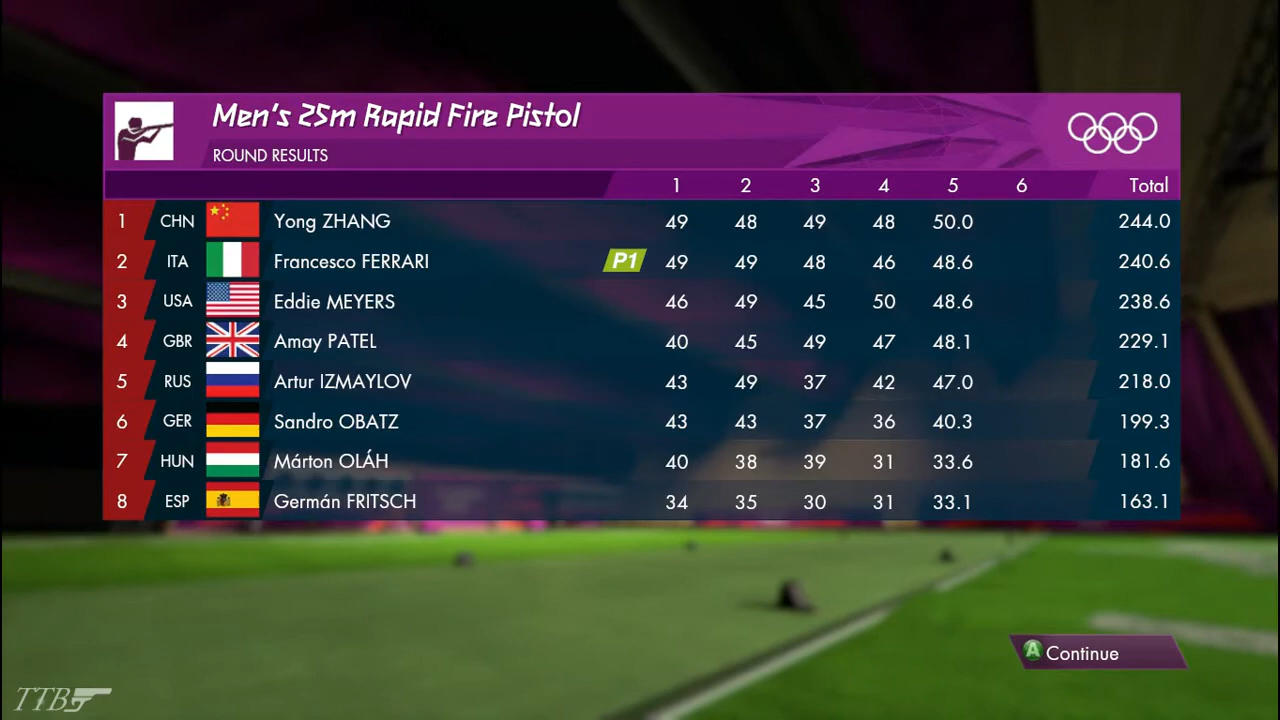 Men's 25m Rapid Fire Pistol
ROUND RESULTS
1 2 3 4 5 6 Total
1 CHN Yong ZHANG 49 48 49 48 50.0 244.0
2 ITA Francesco FERRARI P1 49 49 48 46 48.6 240.6
3 USA Eddie MEYERS 46 49 45 50 48.6 238.6
4 GBR Amay PATEL 40 45 49 47 48.1 229.1
5 RUS Artur IZMAYLOV 43 49 37 42 47.0 218.0
6 GER Sandro OBATZ 43 43 37 36 40.3 199.3
7 HUN Márton OLÁH 40 38 39 31 33.6 181.6
8 ESP Germán FRITSCH 34 35 30 31 33.1 163.1
A Continue
TTB